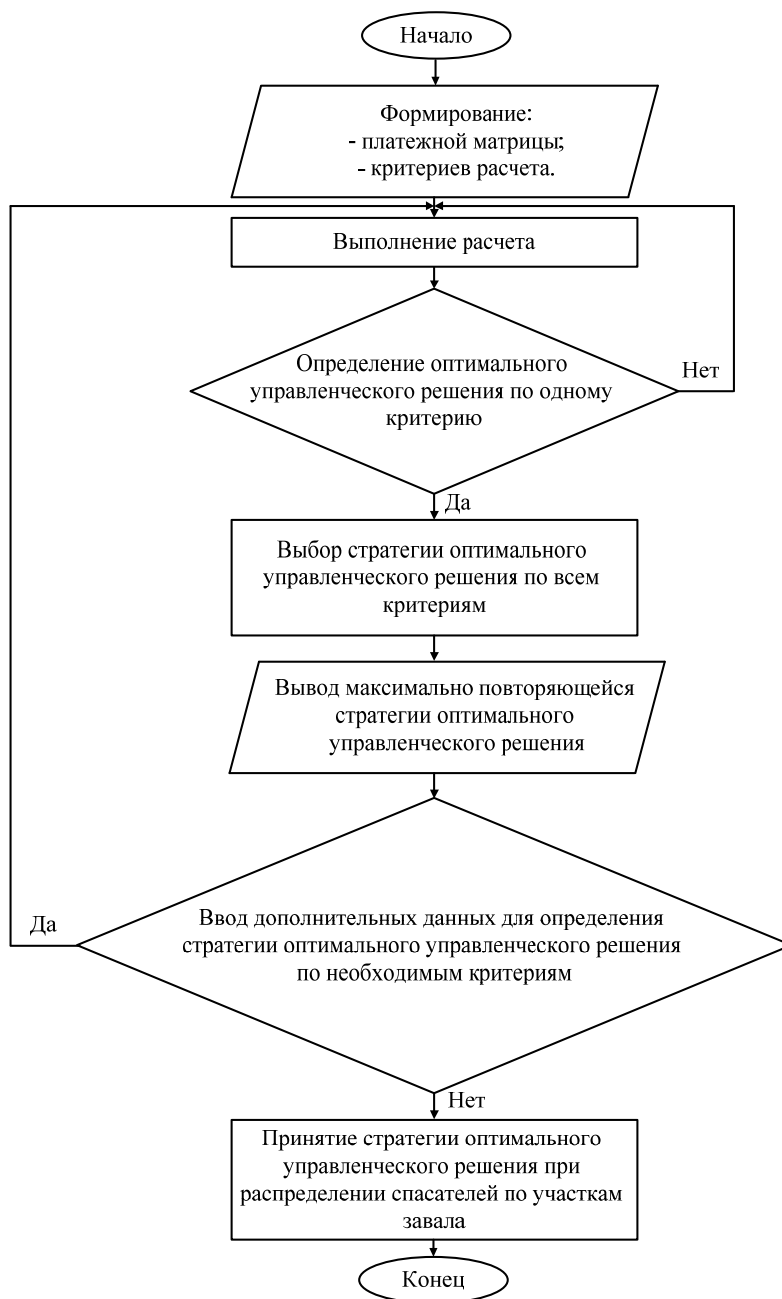 Начало
Формирование:
- платежной матрицы;
- критериев расчета.
Выполнение расчета
Определение оптимального
управленческого решения по одному
критерию
Нет
Да
Выбор стратегии оптимального
управленческого решения по всем
критериям
Вывод максимально повторяющейся
стратегии оптимального
управленческого решения
Да
Ввод дополнительных данных для определения
стратегии оптимального управленческого решения
по необходимым критериям
Нет
Принятие стратегии оптимального
управленческого решения при
распределении спасателей по участкам
завала
Конец